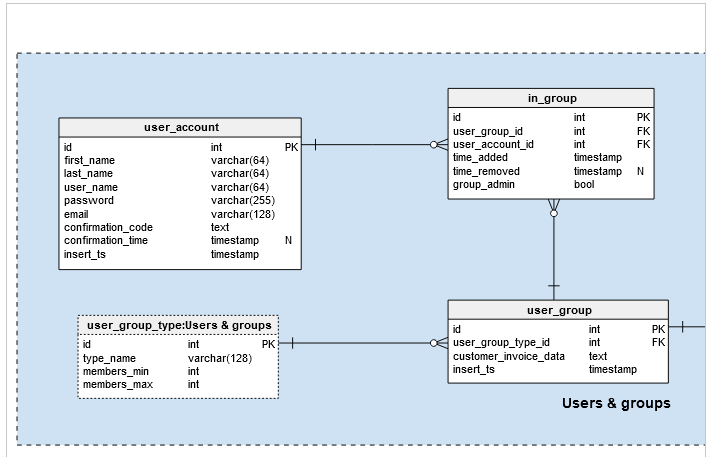 user_account
id int PK
first_name varchar(64)
last_name varchar(64)
user_name varchar(64)
password varchar(255)
email varchar(128)
confirmation_code text
confirmation_time timestamp N
insert_ts timestamp
in_group
id int PK
user_group_id int FK
user_account_id int FK
time_added timestamp
time_removed timestamp N
group_admin bool
user_group_type:Users & groups
id int PK
type_name varchar(128)
members_min int
members_max int
user_group
id int PK
user_group_type_id int FK
customer_invoice_data text
insert_ts timestamp
Users & groups